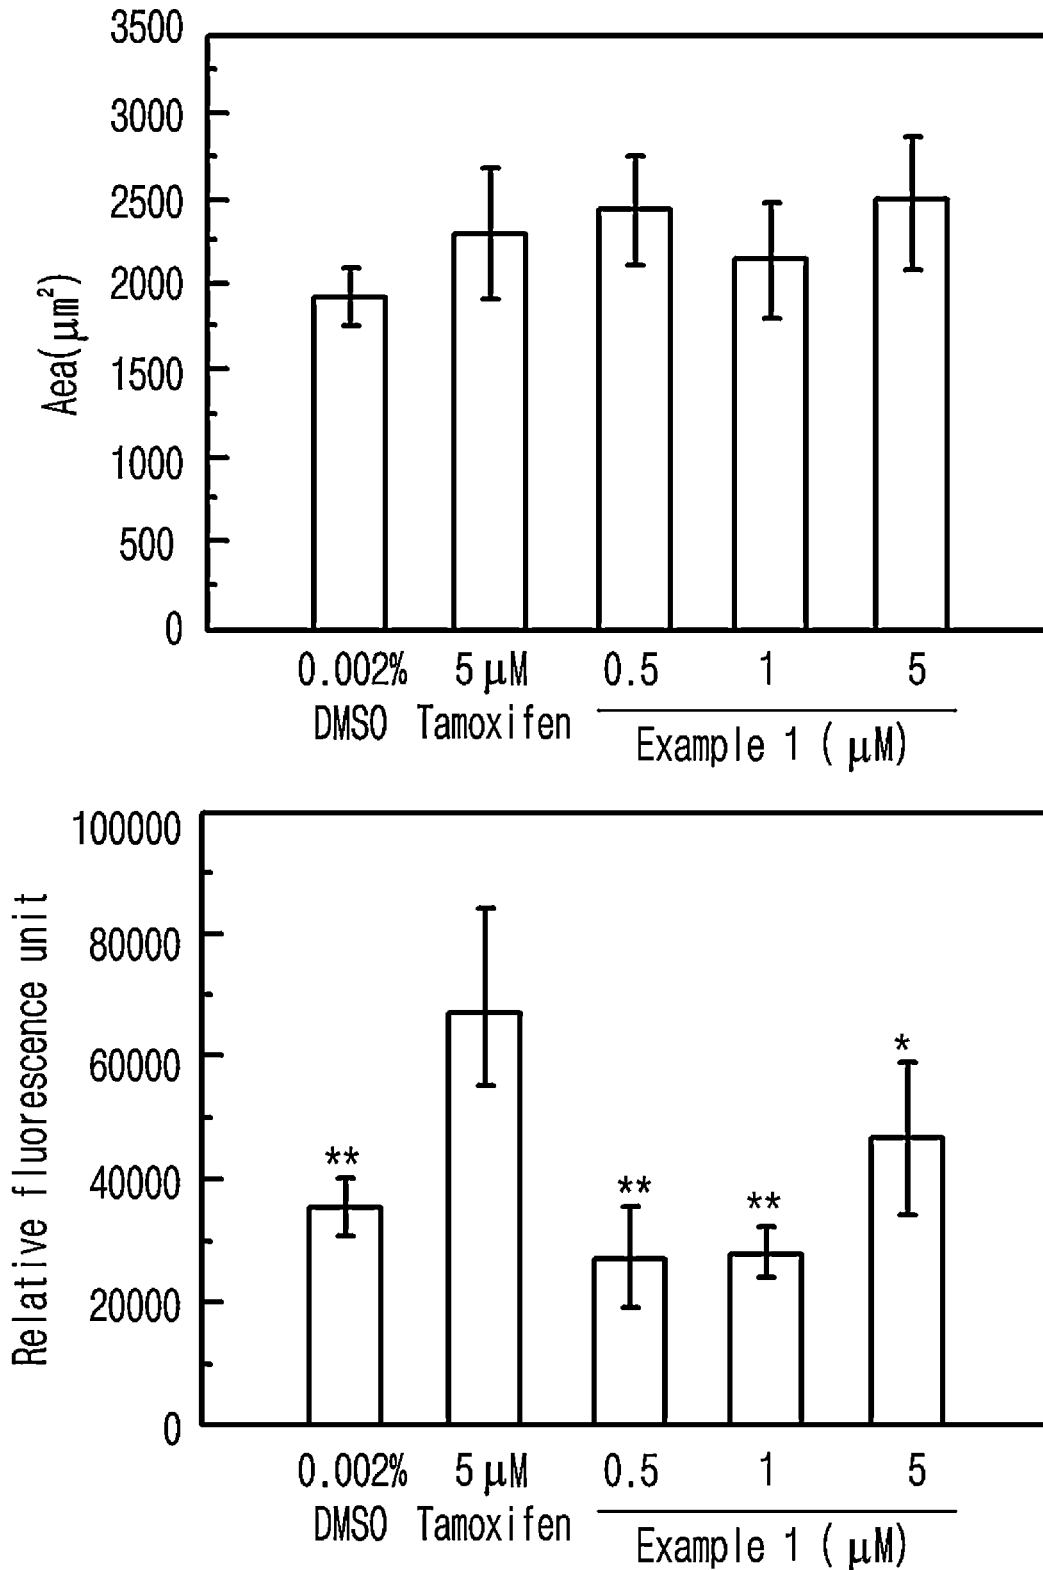 3500
3000
2500
2000
1500
1000
500
0
Aea(μm²)
0.002% 5 μM 0.5 1 5
DMSO Tamoxifen Example 1 ( μM)
100000
80000
60000
40000
20000
0
Relative fluorescence unit
** ** ** *
0.002% 5 μM 0.5 1 5
DMSO Tamoxifen Example 1 ( μM)